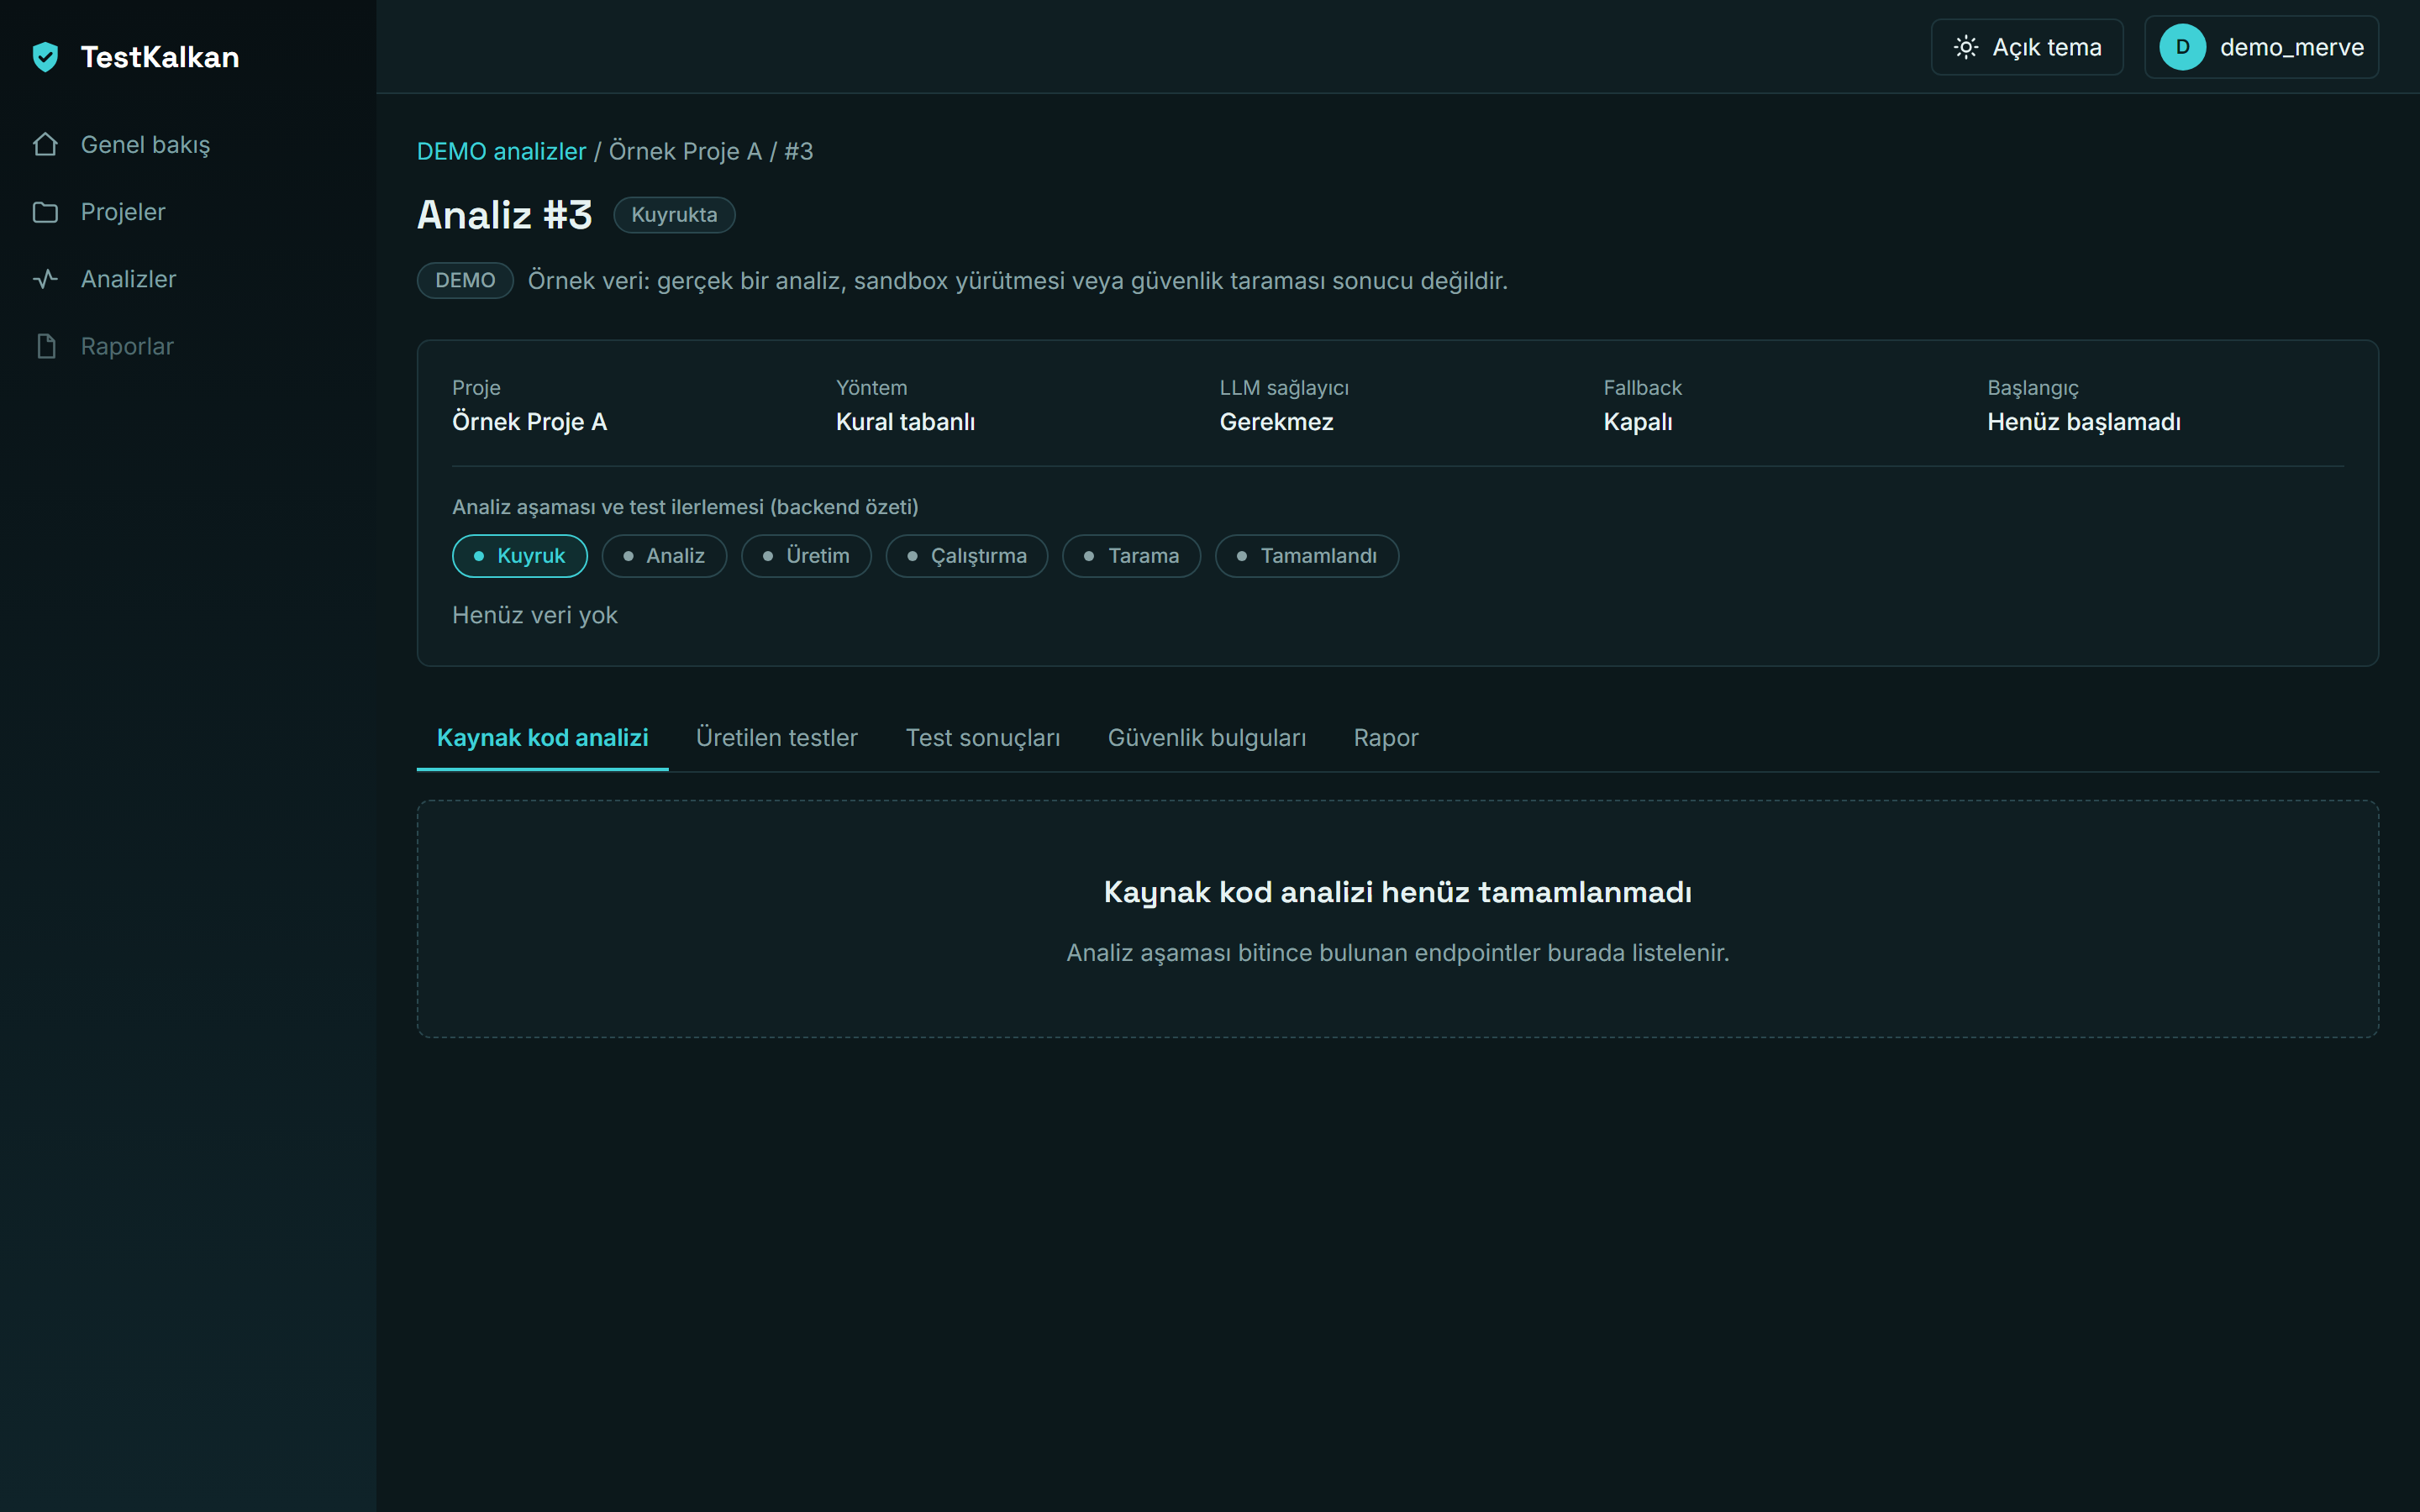 TestKalkan
Genel bakış
Projeler
Analizler
Raporlar
Açık tema
D demo_merve
DEMO analizler / Örnek Proje A / #3
Analiz #3 Kuyrukta
DEMO Örnek veri: gerçek bir analiz, sandbox yürütmesi veya güvenlik taraması sonucu değildir.
Proje Yöntem LLM sağlayıcı Fallback Başlangıç
Örnek Proje A Kural tabanlı Gerekmez Kapalı Henüz başlamadı
Analiz aşaması ve test ilerlemesi (backend özeti)
Kuyruk Analiz Üretim Çalıştırma Tarama Tamamlandı
Henüz veri yok
Kaynak kod analizi Üretilen testler Test sonuçları Güvenlik bulguları Rapor
Kaynak kod analizi henüz tamamlanmadı
Analiz aşaması bitince bulunan endpointler burada listelenir.